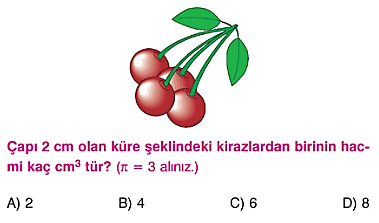 Çapı 2 cm olan küre şeklindeki kirazlardan birinin hac-
mi kaç cm³ tür? (π = 3 alınız.)
A) 2 B) 4 C) 6 D) 8